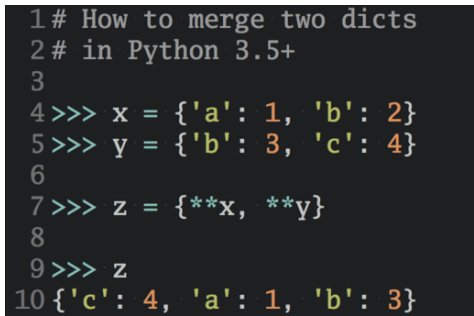 1 # How to merge two dicts
2 # in Python 3.5+
3
4 >>> x = {'a': 1, 'b': 2}
5 >>> y = {'b': 3, 'c': 4}
6
7 >>> z = {**x, **y}
8
9 >>> z
10 {'c': 4, 'a': 1, 'b': 3}